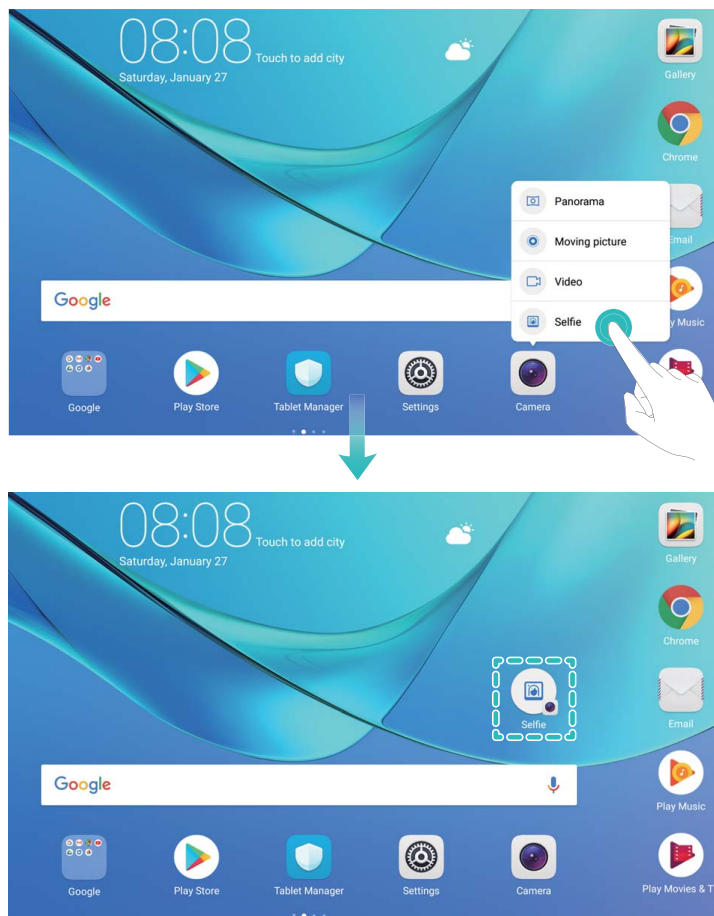 08:08 Touch to add city
Saturday, January 27
Gallery
Chrome
Panorama
Moving picture
Email
Video
Google
Selfie
y Music
Google
Play Store
Tablet Manager
Settings
Camera
08:08 Touch to add city
Saturday, January 27
Gallery
Chrome
Selfie
Email
Google
Play Music
Google
Play Store
Tablet Manager
Settings
Camera
Play Movies & T